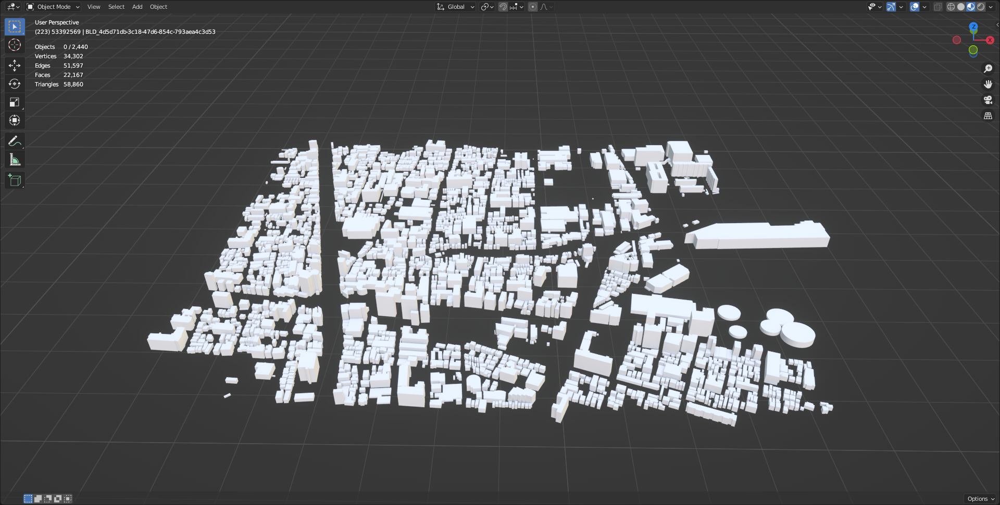 Object Mode View Select Add Object Global
User Perspective
(223) 53392569 | BLD_4d5d71db-3c18-47d6-854c-793aea4c3d53
Objects 0 / 2,440
Vertices 34,302
Edges 51,597
Faces 22,167
Triangles 58,860
Z
X
Options